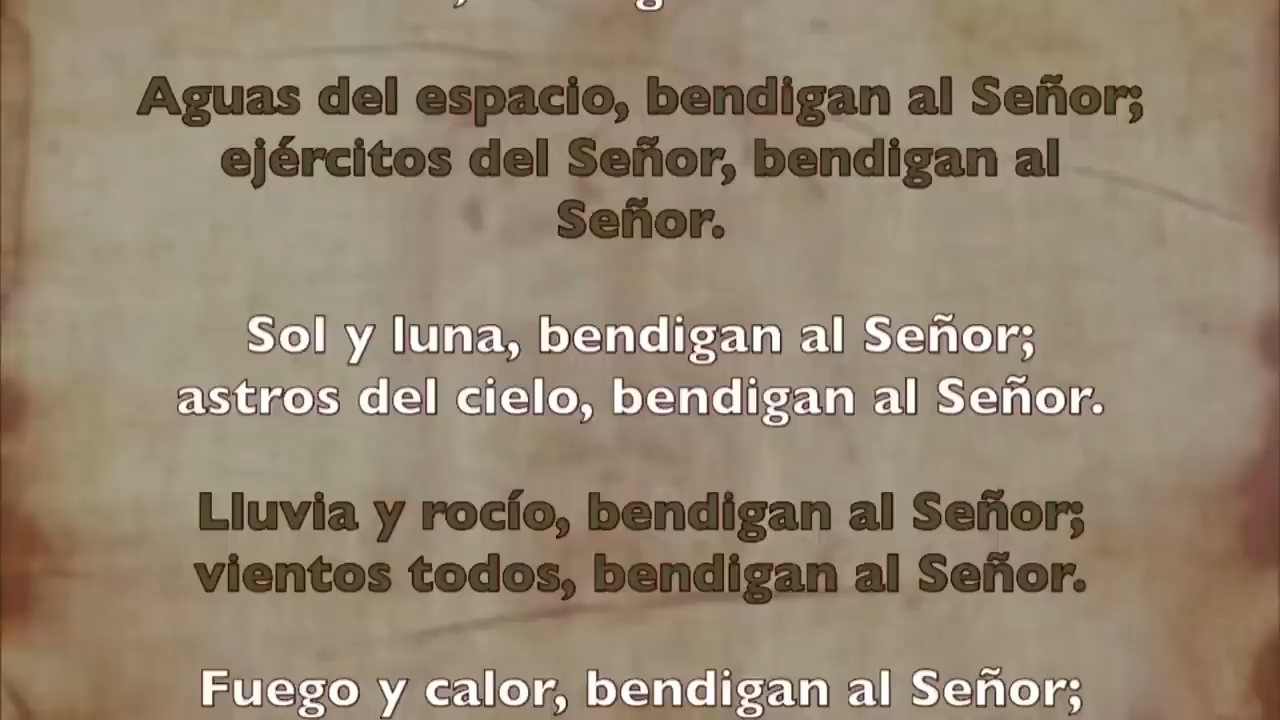 Aguas del espacio, bendigan al Señor;
ejércitos del Señor, bendigan al
Señor.
Sol y luna, bendigan al Señor;
astros del cielo, bendigan al Señor.
Lluvia y rocío, bendigan al Señor;
vientos todos, bendigan al Señor.
Fuego y calor, bendigan al Señor;